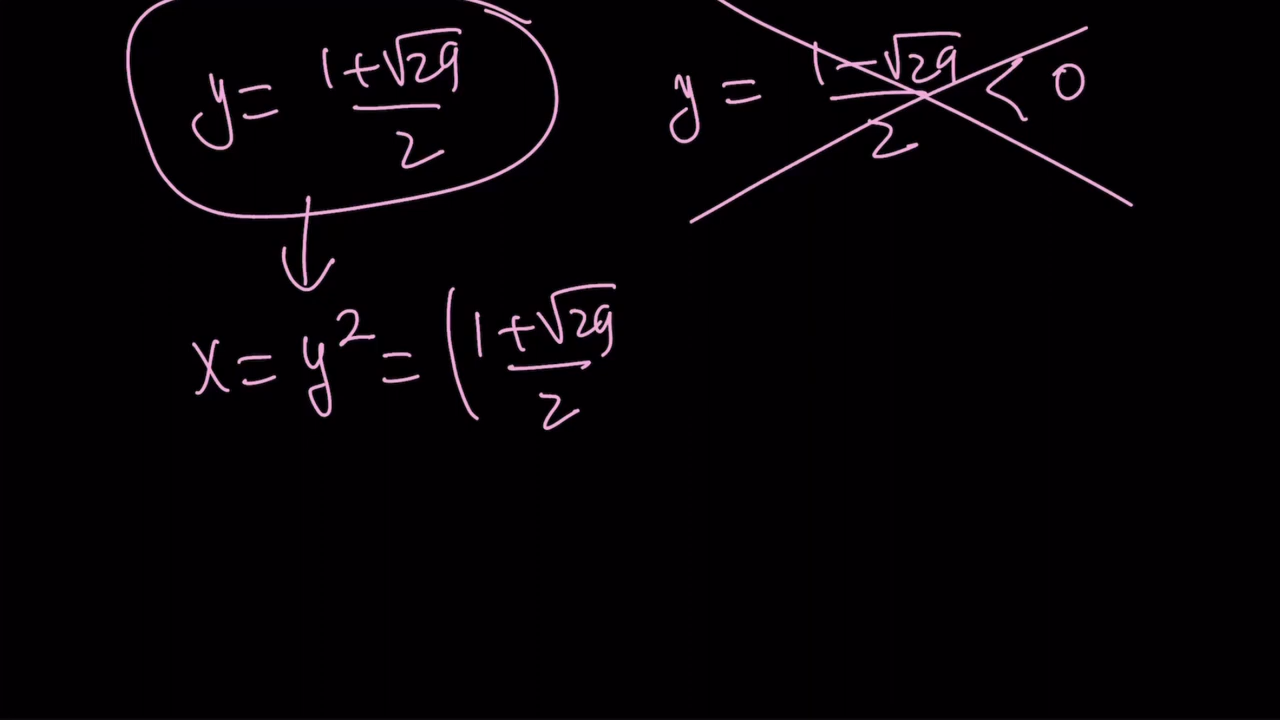 y = (1+√29)/2    y = (1-√29)/2 < 0
x = y² = ( (1+√29)/2